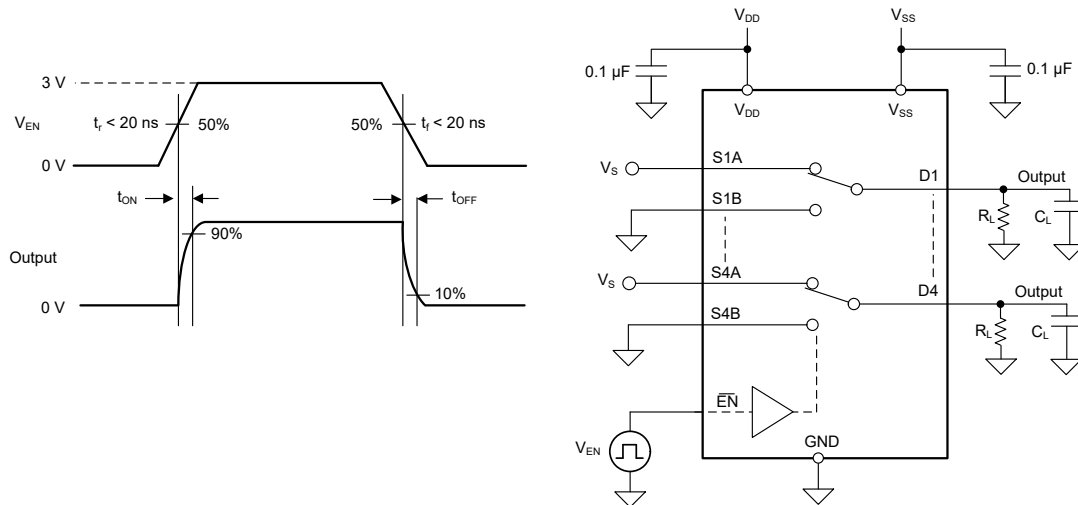 3 V
V_EN
t_r < 20 ns
50%
50%
t_f < 20 ns
0 V
t_ON
t_OFF
90%
Output
10%
0 V
V_DD
V_SS
0.1 µF
0.1 µF
V_DD
V_SS
V_S
S1A
D1
Output
S1B
R_L
C_L
V_S
S4A
D4
Output
S4B
R_L
C_L
E̅N̅
V_EN
GND